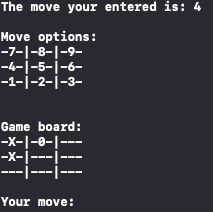 The move your entered is: 4
Move options:
-7-|-8-|-9-
-4-|-5-|-6-
-1-|-2-|-3-
Game board:
-X-|-0-|---
-X-|---|---
---|---|---
Your move: